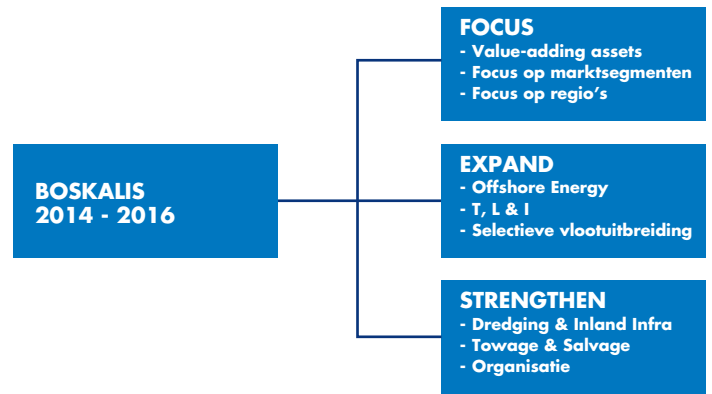 BOSKALIS
2014 - 2016
FOCUS
- Value-adding assets
- Focus op marktsegmenten
- Focus op regio's
EXPAND
- Offshore Energy
- T, L & I
- Selectieve vlootuitbreiding
STRENGTHEN
- Dredging & Inland Infra
- Towage & Salvage
- Organisatie